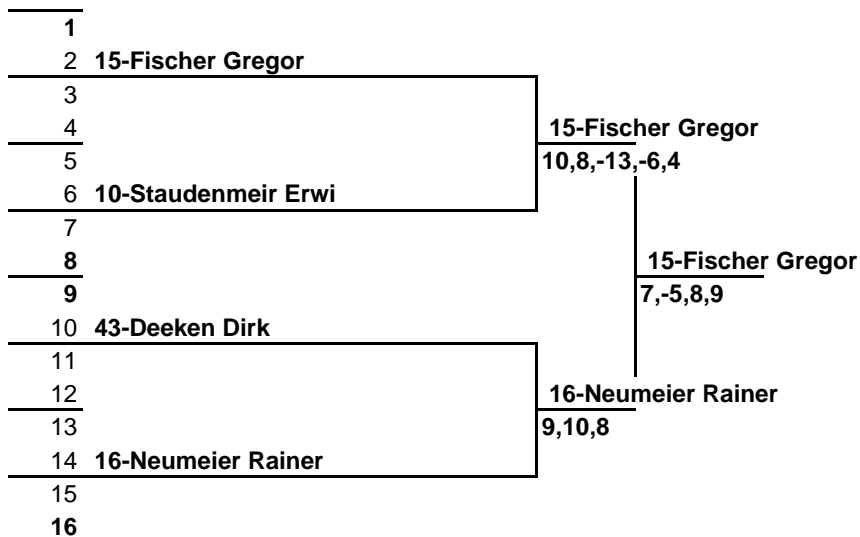 1
2 15-Fischer Gregor
3
4 15-Fischer Gregor
5 10,8,-13,-6,4
6 10-Staudenmeir Erwi
7
8 15-Fischer Gregor
9 7,-5,8,9
10 43-Deeken Dirk
11
12 16-Neumeier Rainer
13 9,10,8
14 16-Neumeier Rainer
15
16